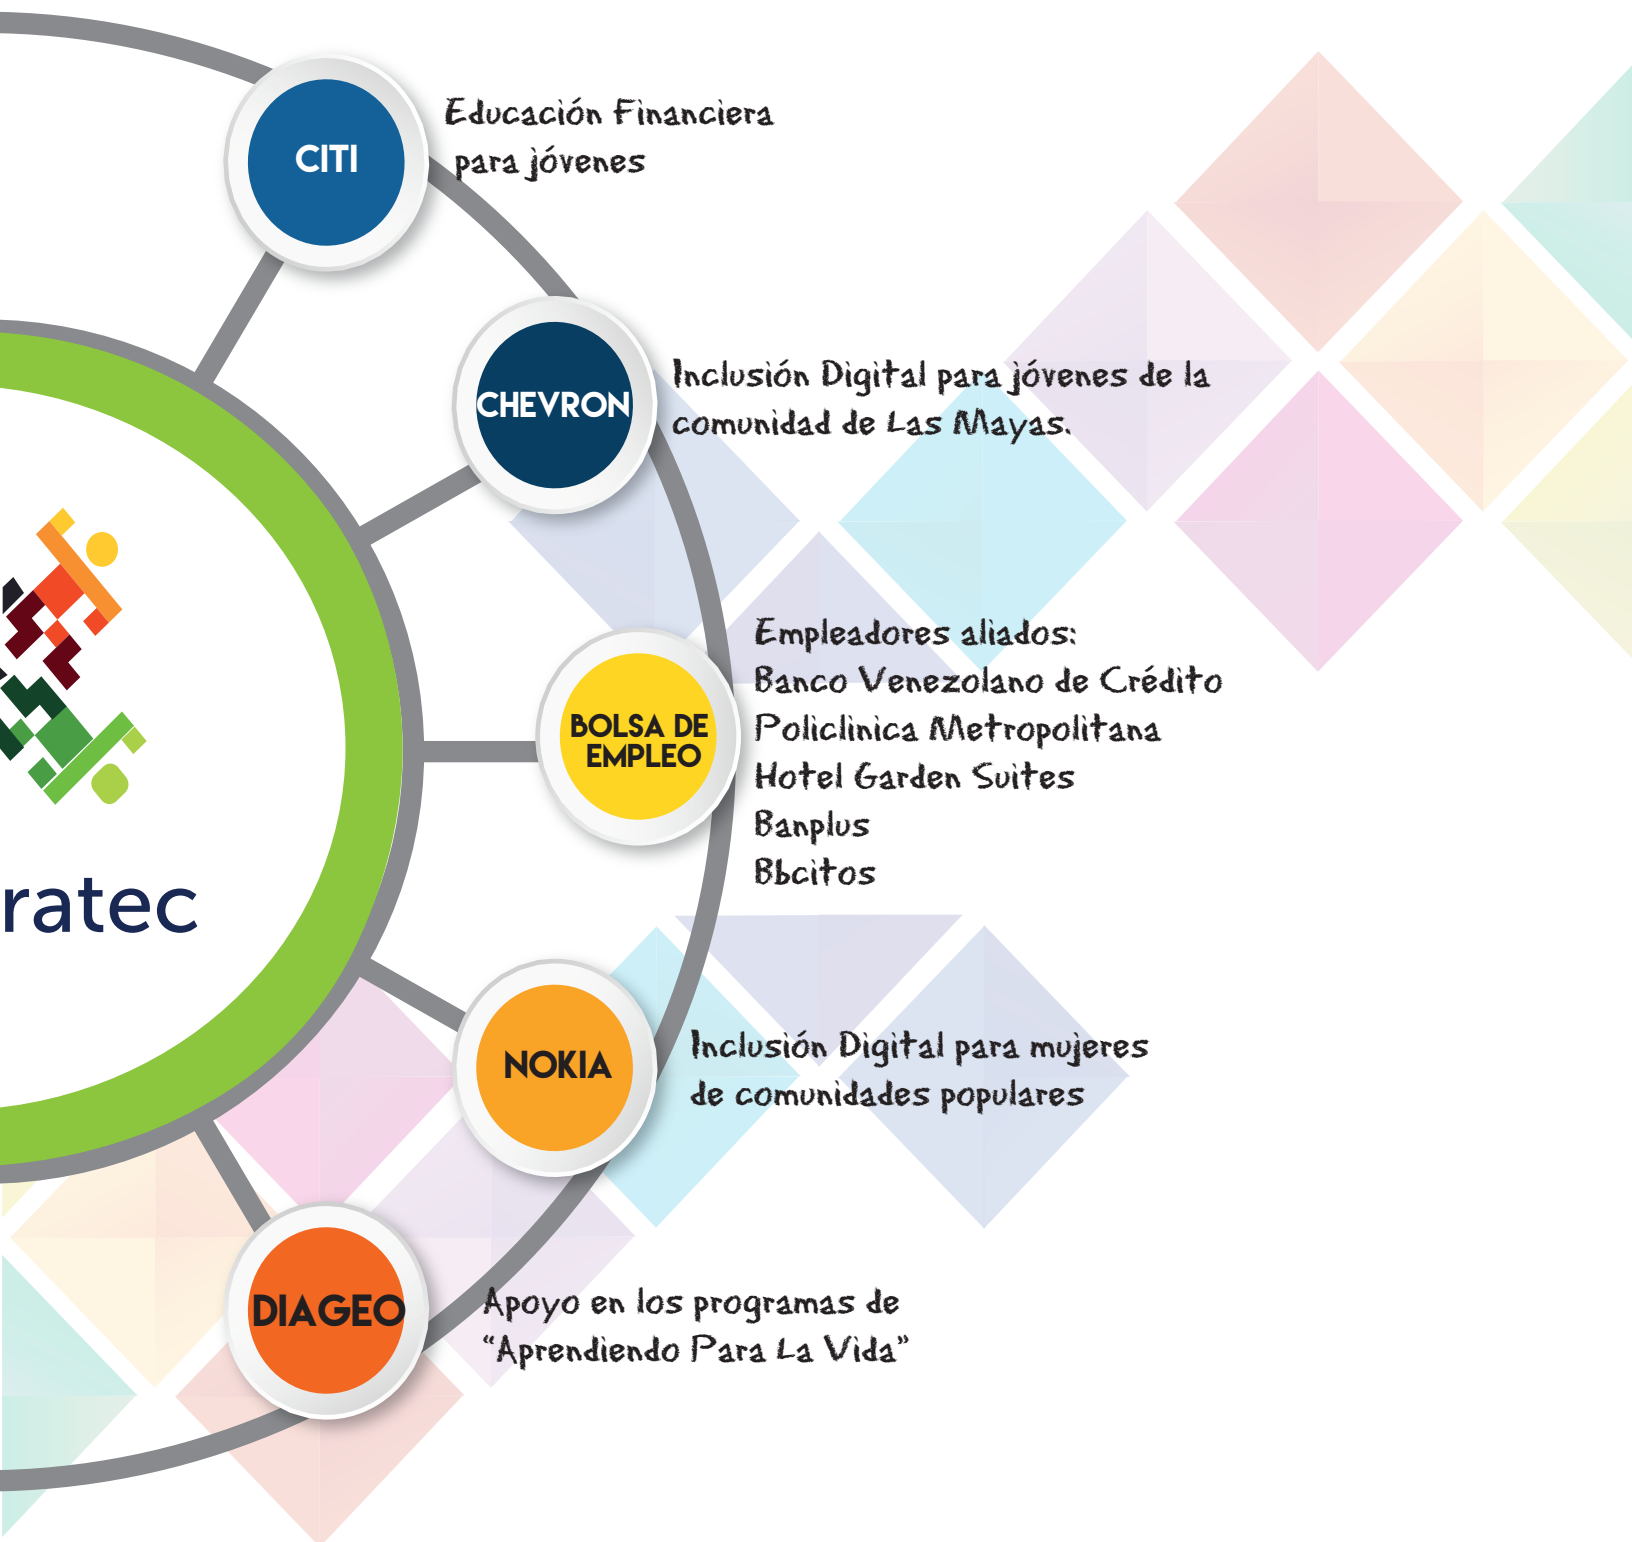 CITI
Educación Financiera
para jóvenes
CHEVRON
Inclusión Digital para jóvenes de la
comunidad de Las Mayas.
BOLSA DE
EMPLEO
Empleadores aliados:
Banco Venezolano de Crédito
Policlinica Metropolitana
Hotel Garden Suites
Banplus
Bbcitos
ratec
NOKIA
Inclusión Digital para mujeres
de comunidades populares
DIAGEO
Apoyo en los programas de
“Aprendiendo Para La Vida”